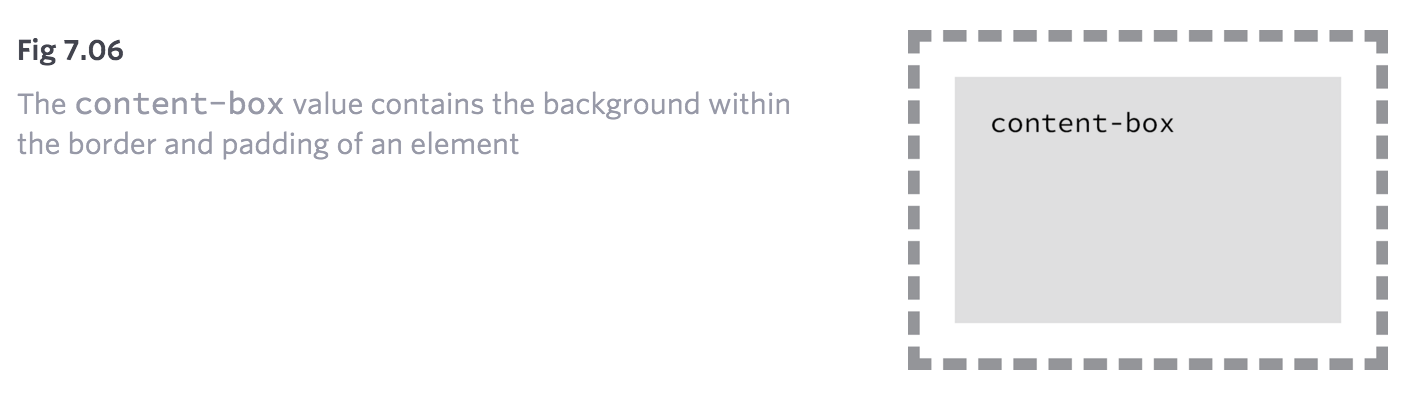 Fig 7.06
The content-box value contains the background within
the border and padding of an element
content-box